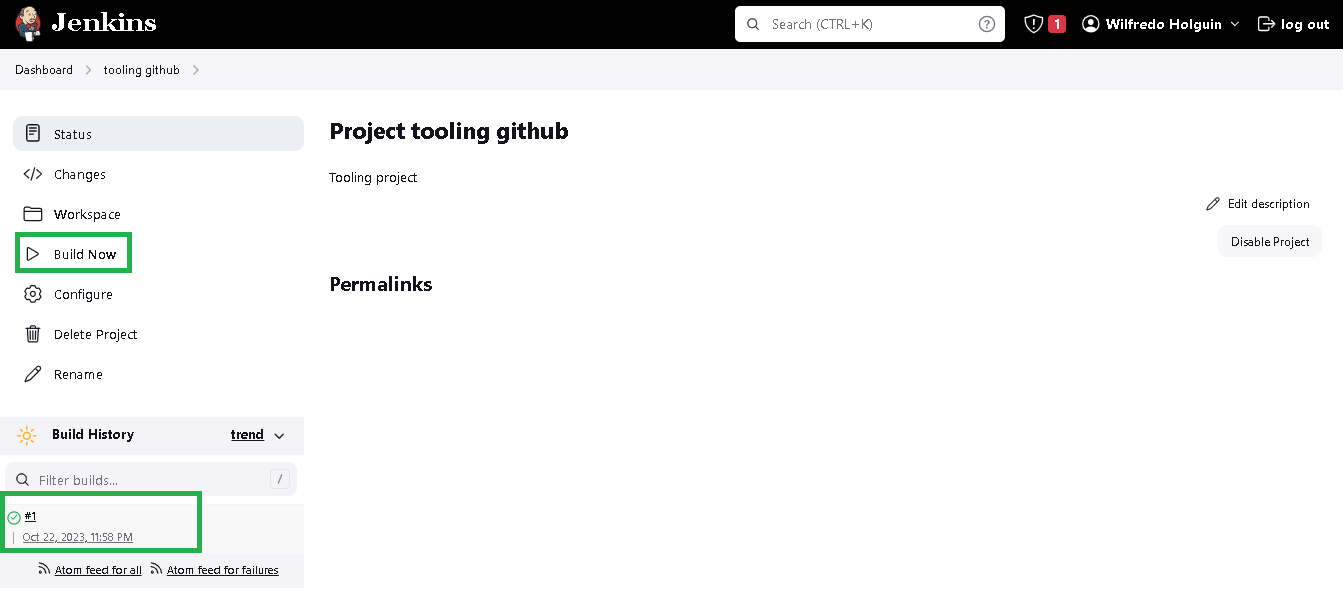 Jenkins
Search (CTRL+K)
1
Wilfredo Holguin
log out
Dashboard
tooling github
Status
Changes
Workspace
Build Now
Configure
Delete Project
Rename
Project tooling github
Tooling project
Edit description
Disable Project
Permalinks
Build History trend
Filter builds... /
#1
Oct 22, 2023, 11:58 PM
Atom feed for all Atom feed for failures